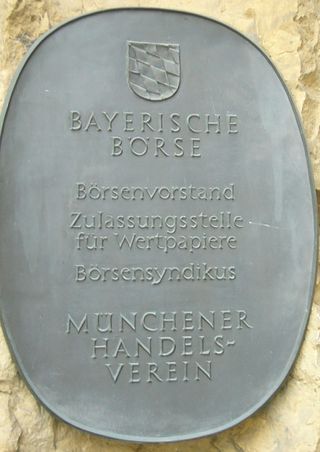 BAYERISCHE
BÖRSE
Börsenvorstand
Zulassungsstelle
für Wertpapiere
Börsensyndikus
MÜNCHENER
HANDELS-
VEREIN